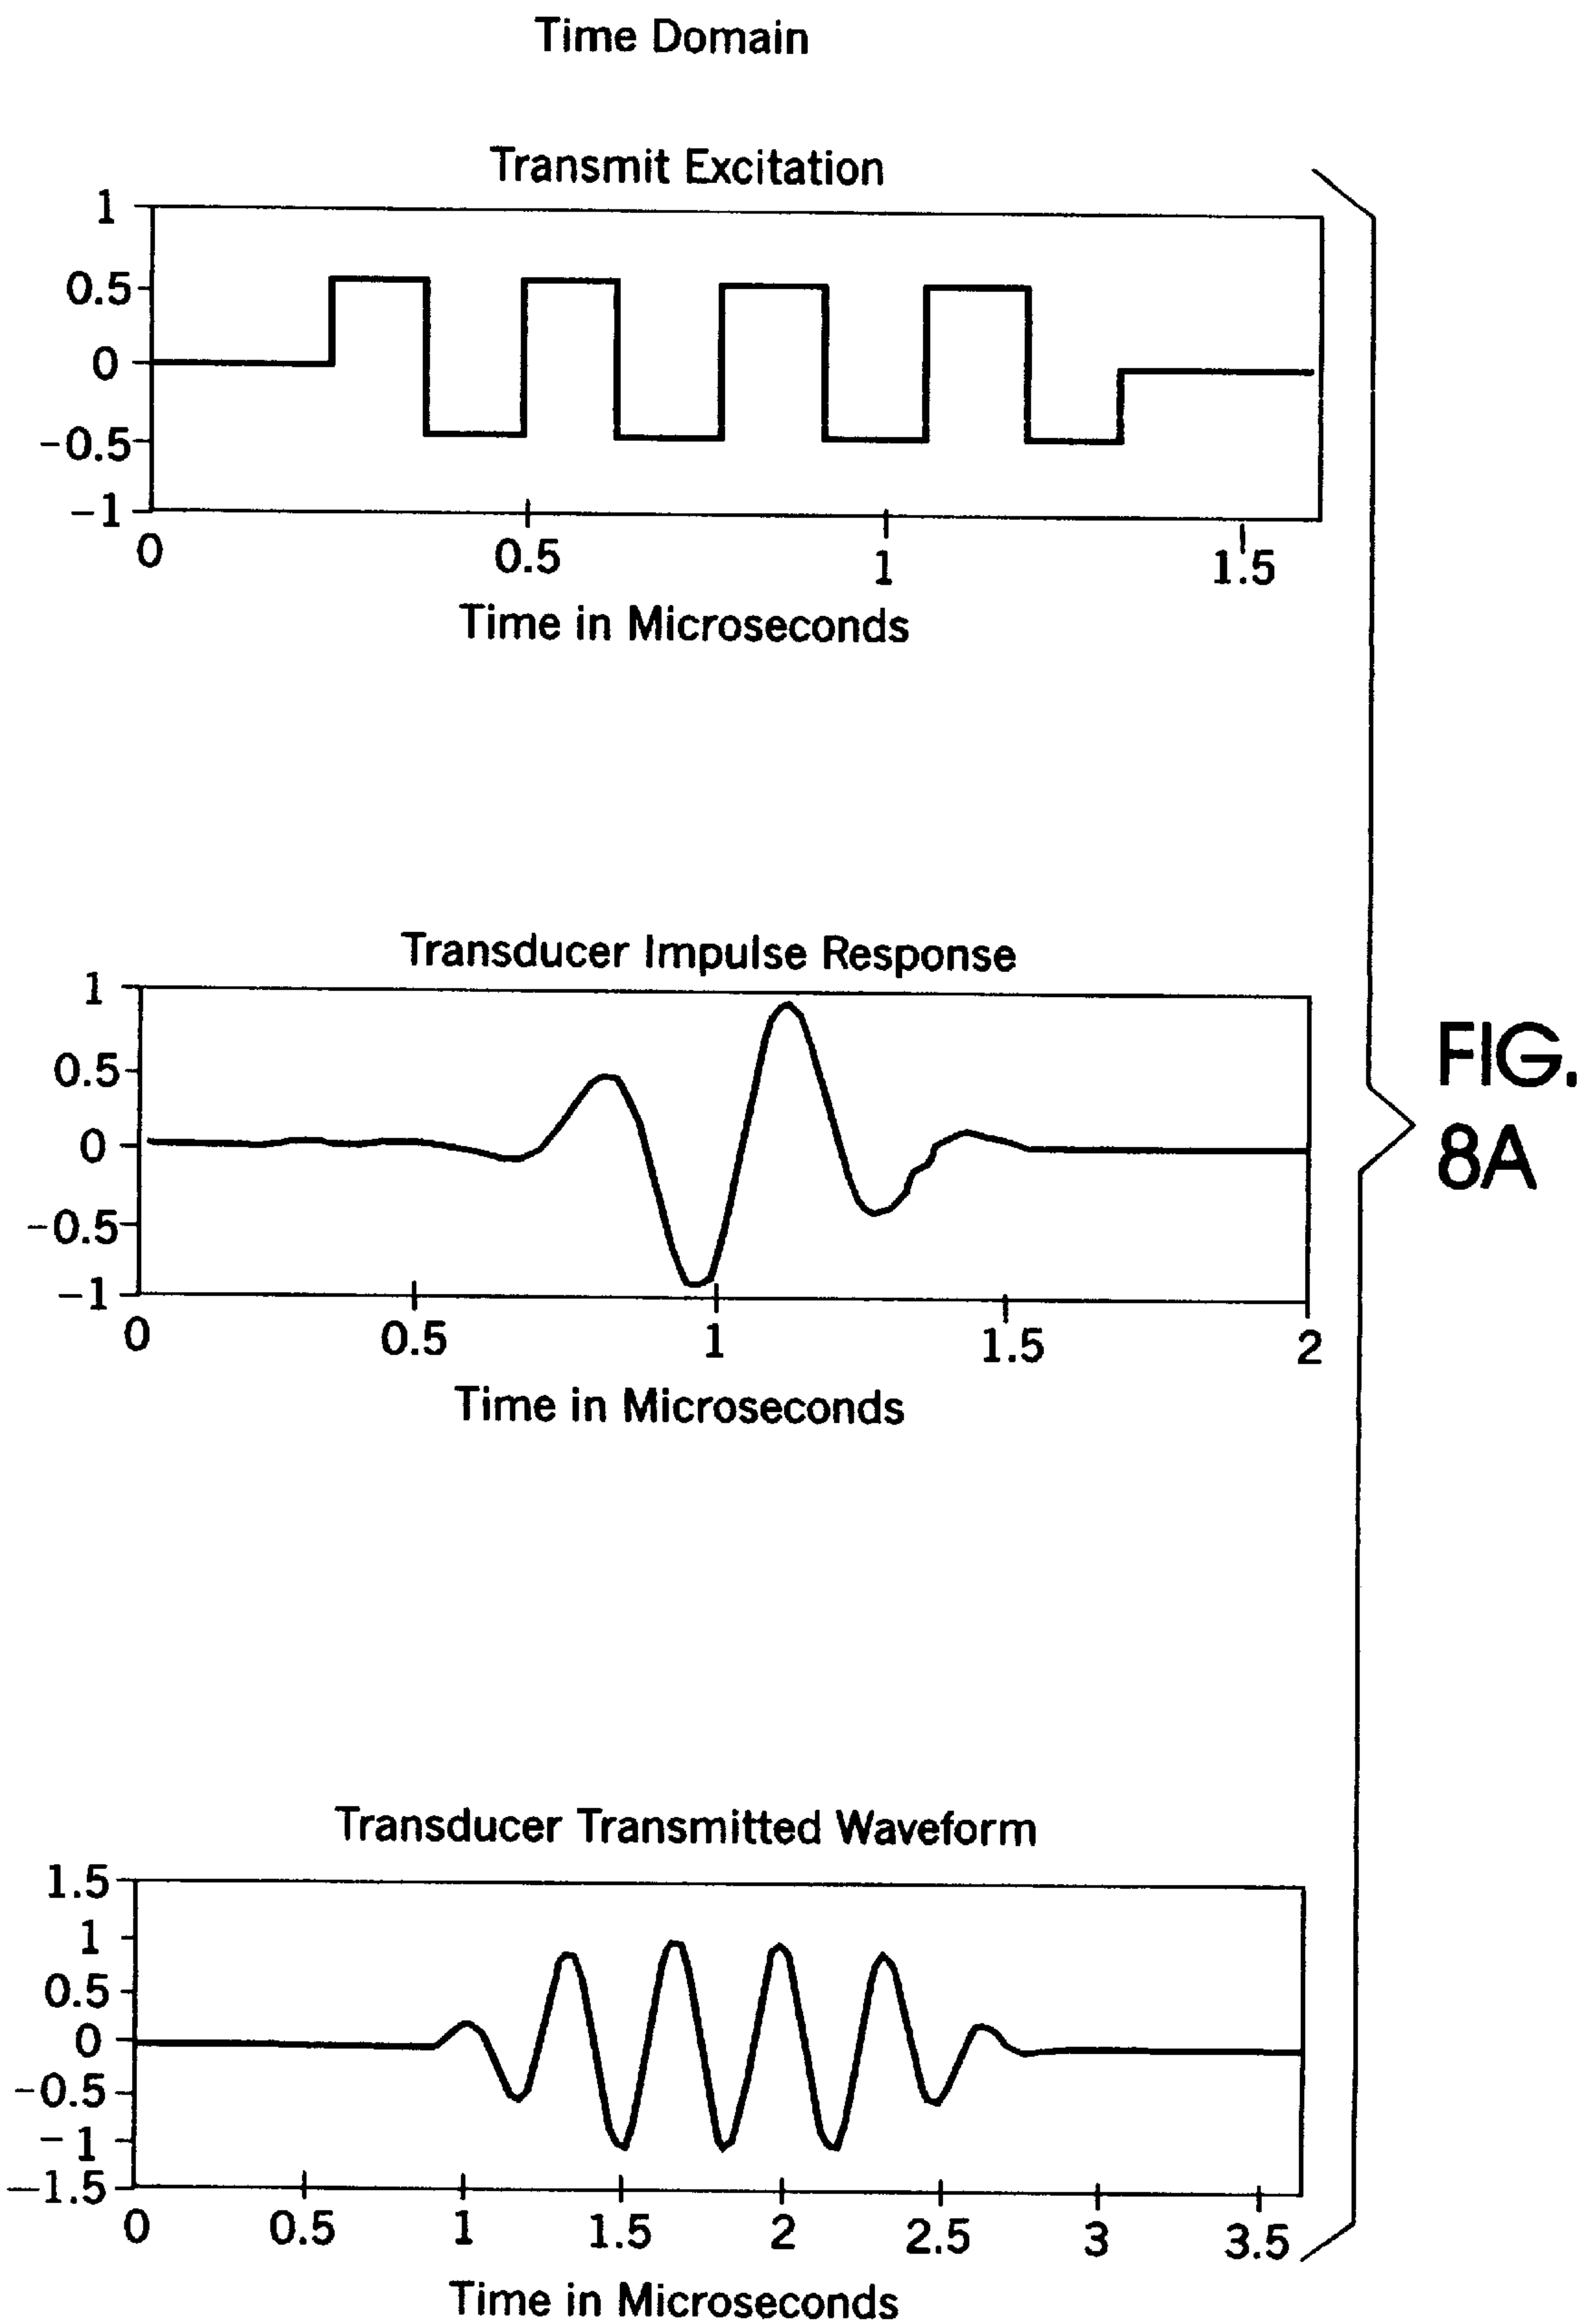 Time Domain
Transmit Excitation
1
0.5
0
-0.5
-1
0 0.5 1 1.5
Time in Microseconds
Transducer Impulse Response
1
0.5
0
-0.5
-1
0 0.5 1 1.5 2
Time in Microseconds
FIG.
8A
Transducer Transmitted Waveform
1.5
1
0.5
0
-0.5
-1
-1.5
0 0.5 1 1.5 2 2.5 3 3.5
Time in Microseconds